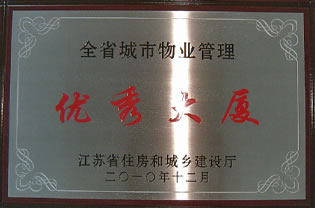 全省城市物业管理
优秀大厦
江苏省住房和城乡建设厅
二〇一〇年十二月